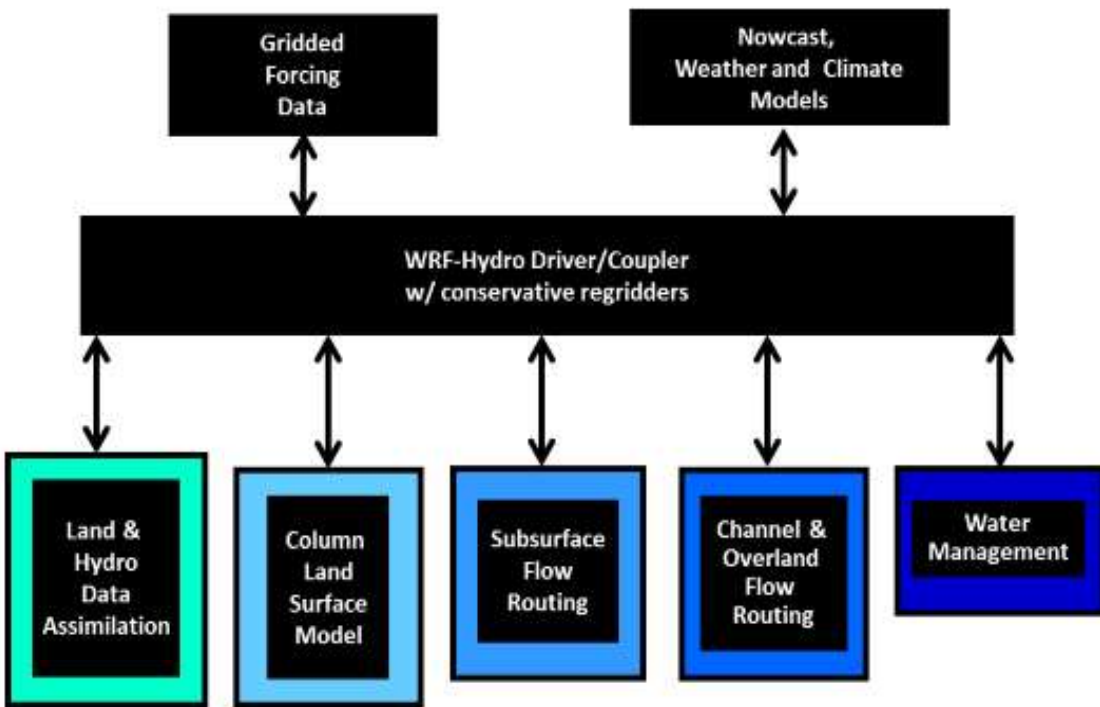 Gridded
Forcing
Data
Nowcast,
Weather and Climate
Models
WRF-Hydro Driver/Coupler
w/ conservative regridders
Land &
Hydro
Data
Assimilation
Column
Land
Surface
Model
Subsurface
Flow
Routing
Channel &
Overland
Flow
Routing
Water
Management